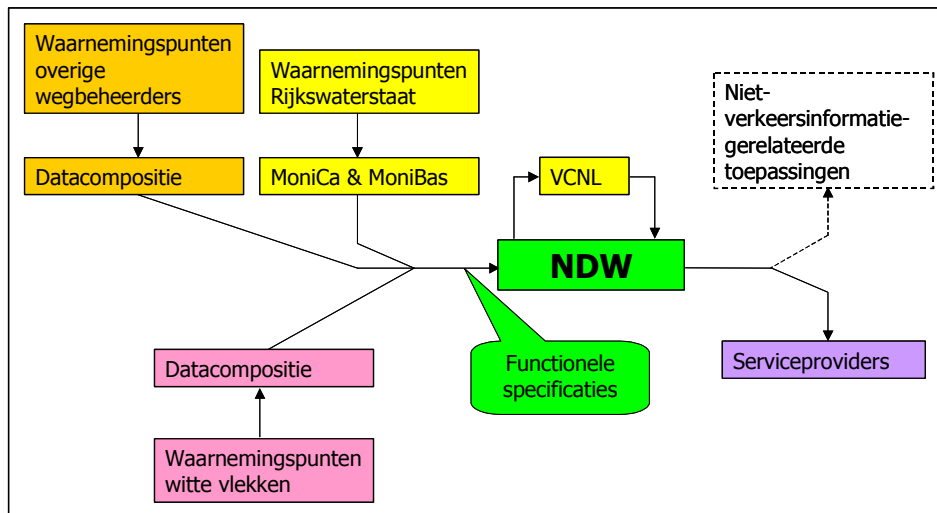 Waarnemingspunten
overige
wegbeheerders
Waarnemingspunten
Rijkswaterstaat
Niet-
verkeersinformatie-
gerelateerde
toepassingen
Datacompositie
MoniCa & MoniBas
VCNL
NDW
Datacompositie
Functionele
specificaties
Serviceproviders
Waarnemingspunten
witte vlekken